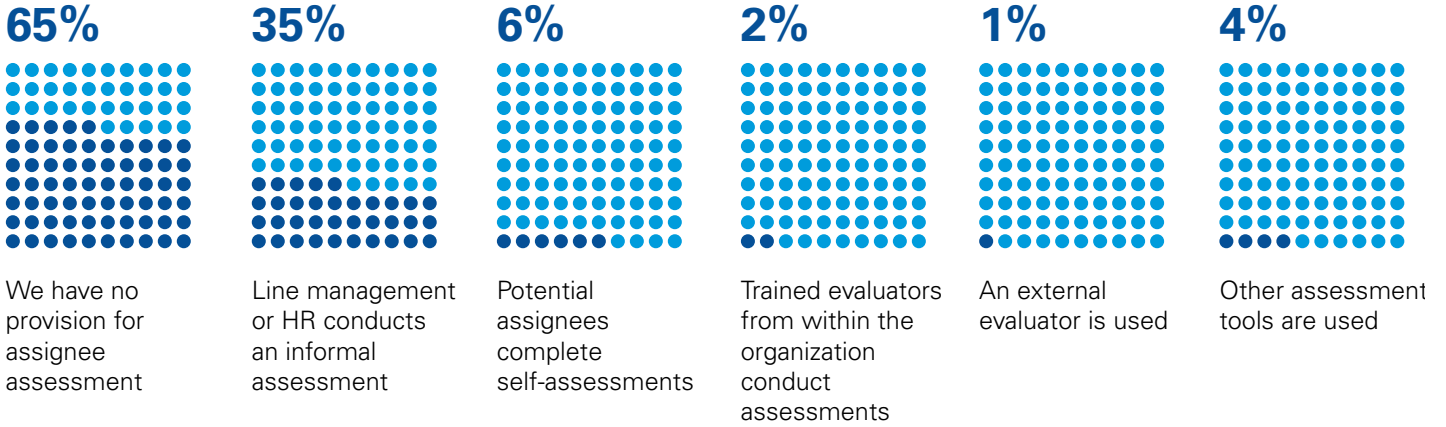 65%
We have no
provision for
assignee
assessment
35%
Line management
or HR conducts
an informal
assessment
6%
Potential
assignees
complete
self-assessments
2%
Trained evaluators
from within the
organization
conduct
assessments
1%
An external
evaluator is used
4%
Other assessment
tools are used